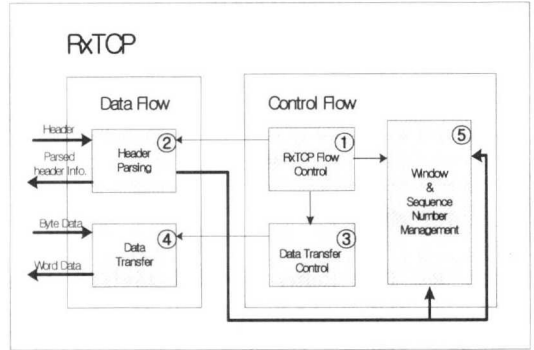 RxTCP
Data Flow
Control Flow
Header
②
Header
Parsing
Parsed
header Info.
①
RxTCP Flow
Control
⑤
Window
&
Sequence
Number
Management
Byte Data
④
Data
Transfer
Word Data
③
Data Transfer
Control